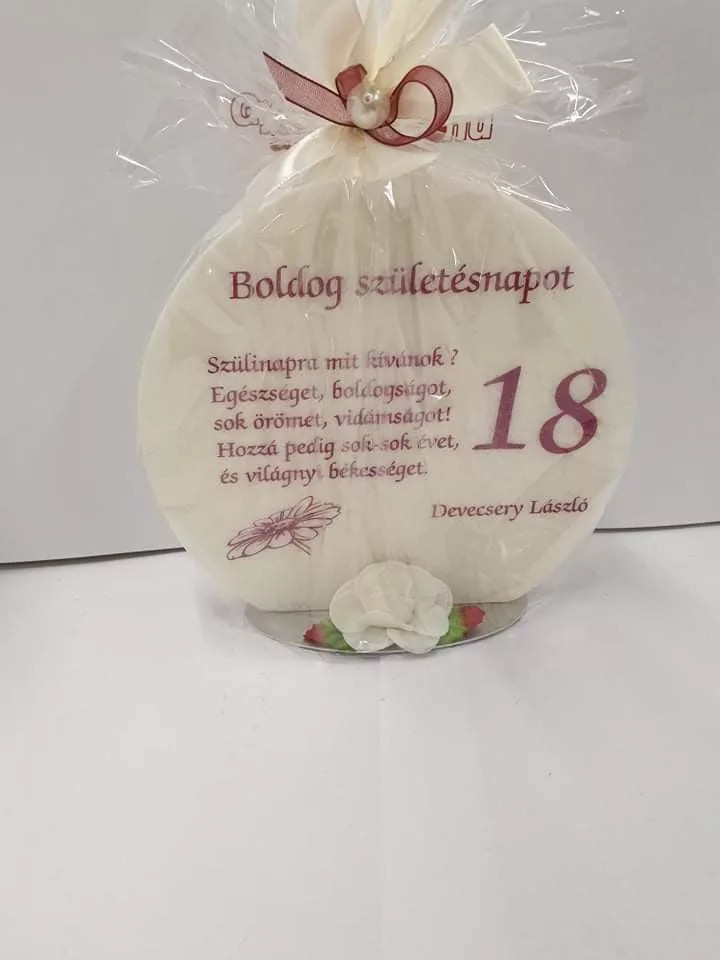 Boldog születésnapot
Szülinapra mit kívánok ?
Egészséget, boldogságot,
sok örömet, vidámságot!
Hozzá pedig sok-sok évet,
és világnyi békességet.
18
Devecsery László